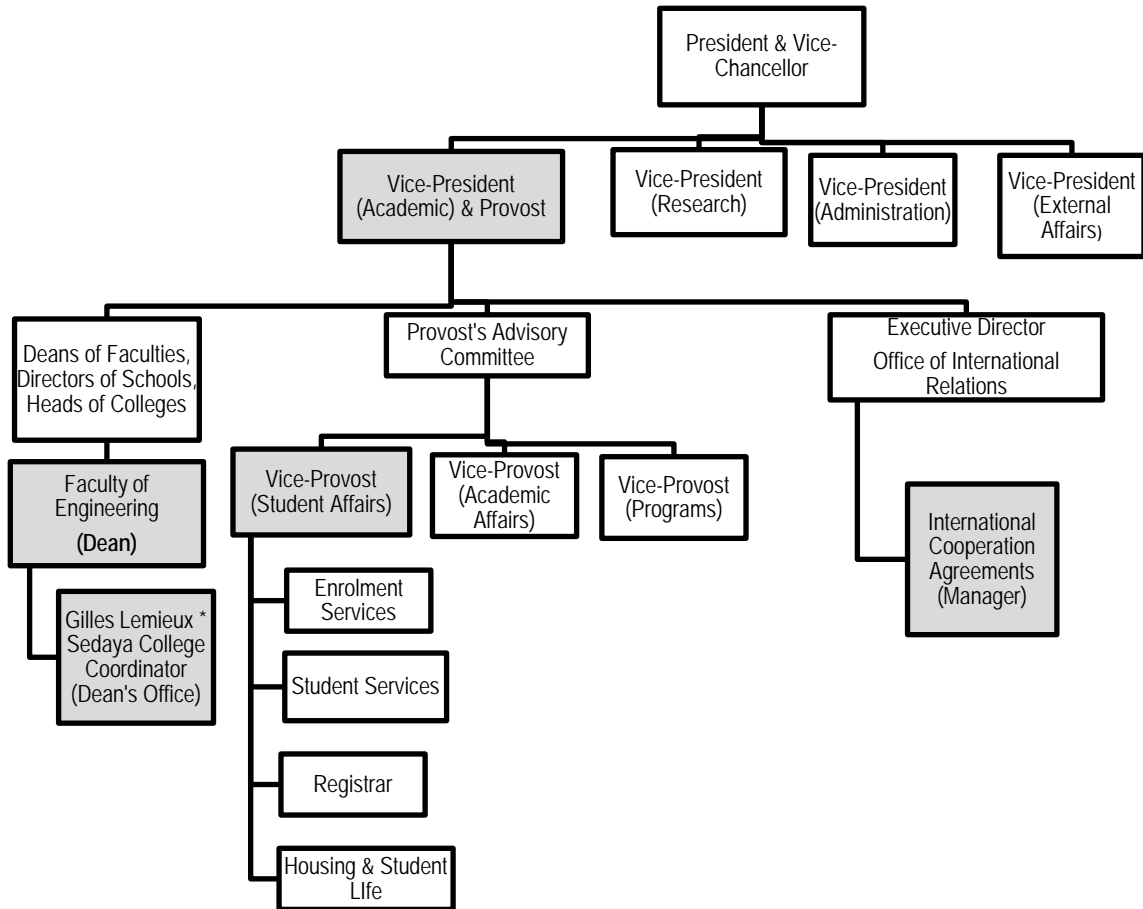 President & Vice-
Chancellor
Vice-President
(Academic) & Provost
Vice-President
(Research)
Vice-President
(Administration)
Vice-President
(External
Affairs)
Deans of Faculties,
Directors of Schools,
Heads of Colleges
Provost's Advisory
Committee
Executive Director
Office of International
Relations
Faculty of
Engineering
(Dean)
Vice-Provost
(Student Affairs)
Vice-Provost
(Academic
Affairs)
Vice-Provost
(Programs)
International
Cooperation
Agreements
(Manager)
Gilles Lemieux *
Sedaya College
Coordinator
(Dean's Office)
Enrolment
Services
Student Services
Registrar
Housing & Student
LIfe